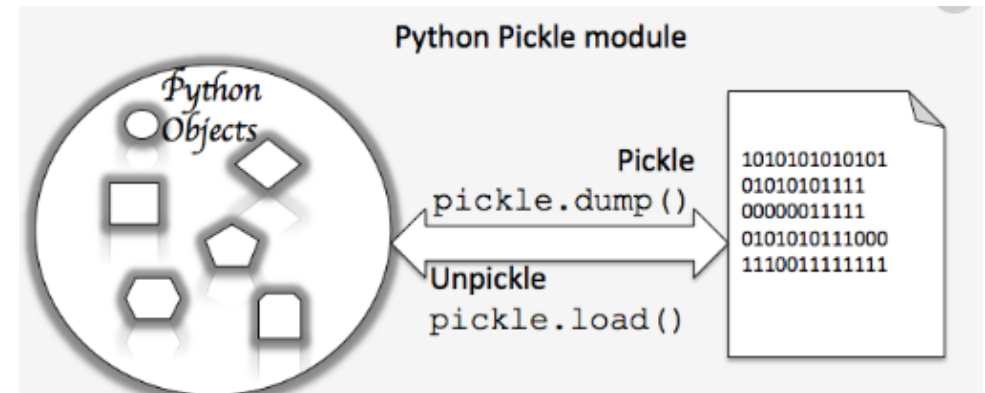 Python Pickle module
Python
Objects
Pickle
pickle.dump()
Unpickle
pickle.load()
1010101010101
01010101111
00000011111
0101010111000
1110011111111